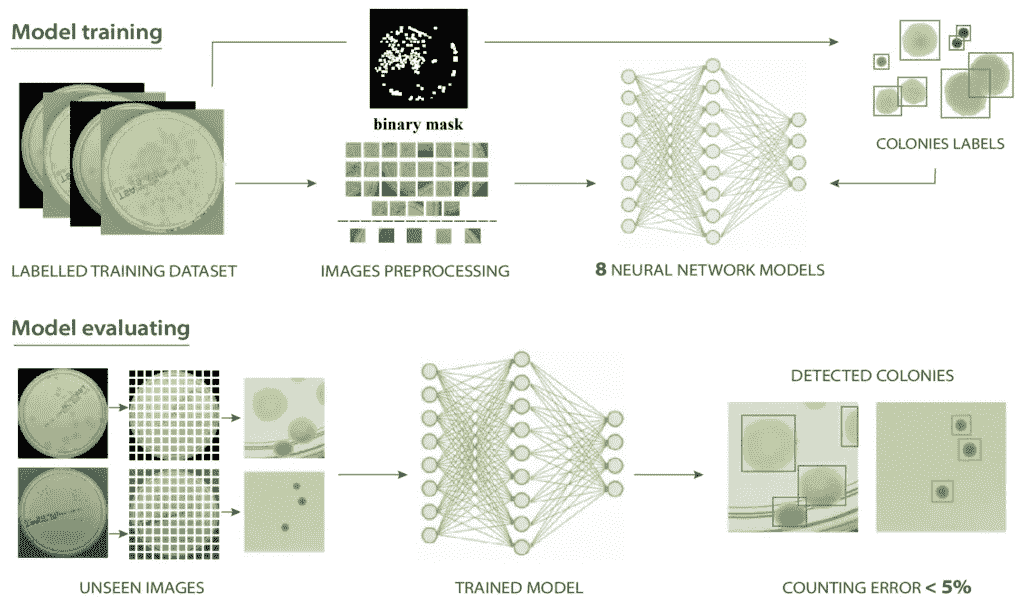 Model training
binary mask
COLONIES LABELS
LABELLED TRAINING DATASET
IMAGES PREPROCESSING
8 NEURAL NETWORK MODELS
Model evaluating
DETECTED COLONIES
UNSEEN IMAGES
TRAINED MODEL
COUNTING ERROR < 5%